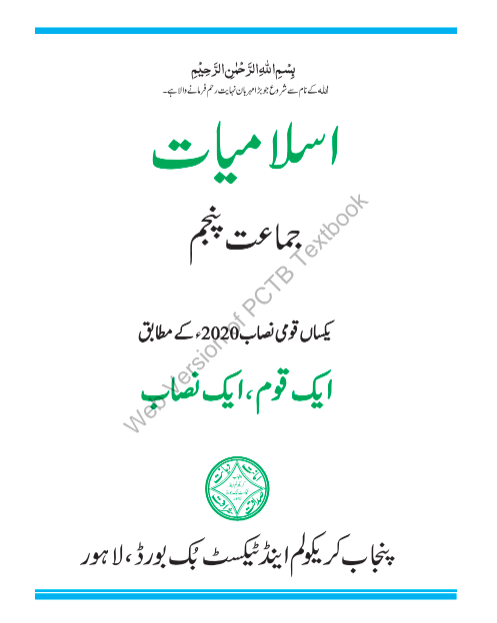 بِسْمِ اللّٰهِ الرَّحْمٰنِ الرَّحِيْمِ
اللہ کے نام سے شروع جو بڑا مہربان نہایت رحم فرمانے والا ہے۔
اسلامیات
جماعت پنجم
یکساں قومی نصاب 2020ء کے مطابق
ایک قوم، ایک نصاب
پنجاب کریکولم اینڈ ٹیکسٹ بُک بورڈ، لاہور
Web Version of PCTB Textbook